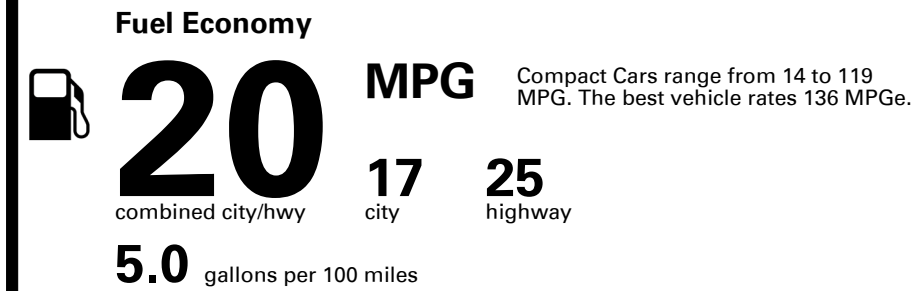 Fuel Economy
20 MPG
Compact Cars range from 14 to 119
MPG. The best vehicle rates 136 MPGe.
17 25
combined city/hwy city highway
5.0 gallons per 100 miles